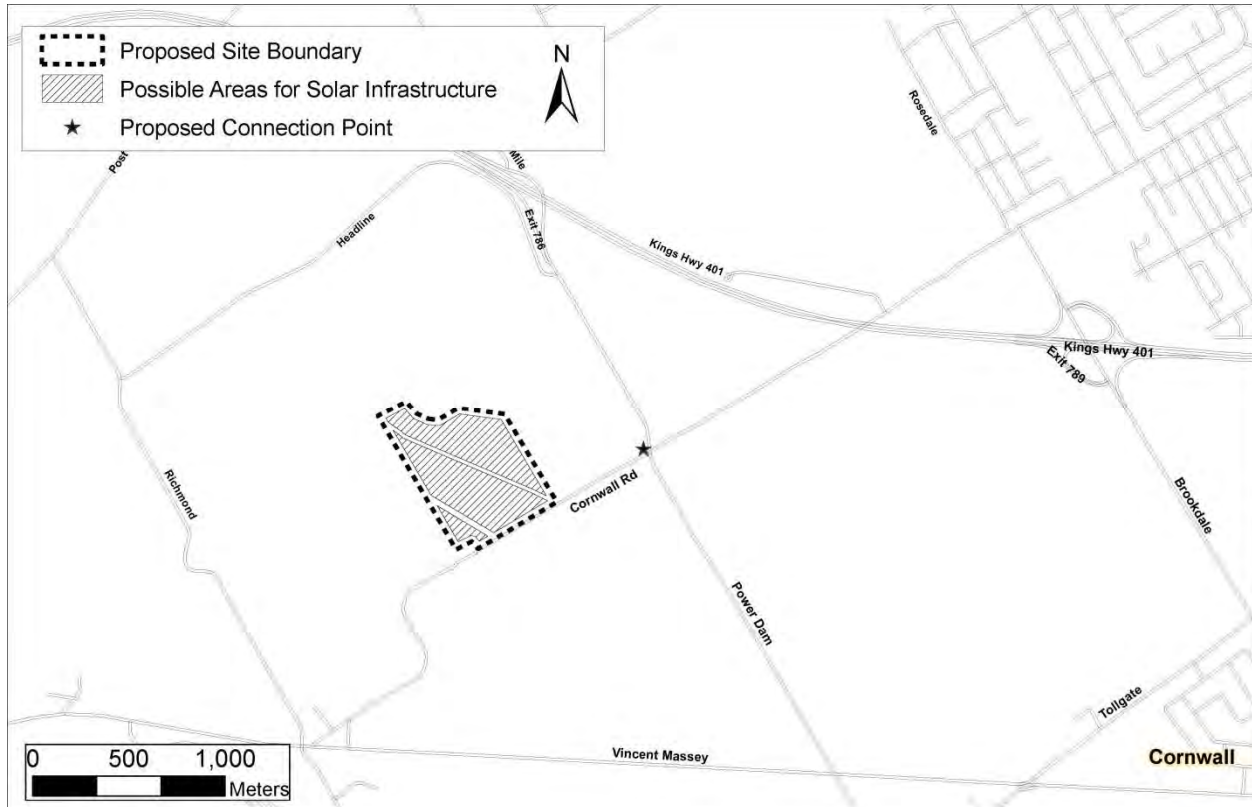 Proposed Site Boundary
Possible Areas for Solar Infrastructure
Proposed Connection Point
N
Rosedale
Post
Mile
Headline
Exit 786
Kings Hwy 401
Kings Hwy 401
Exit 789
Richmond
Cornwall Rd
Brookdale
Power Dam
Tollgate
Vincent Massey
Cornwall
0 500 1,000
Meters